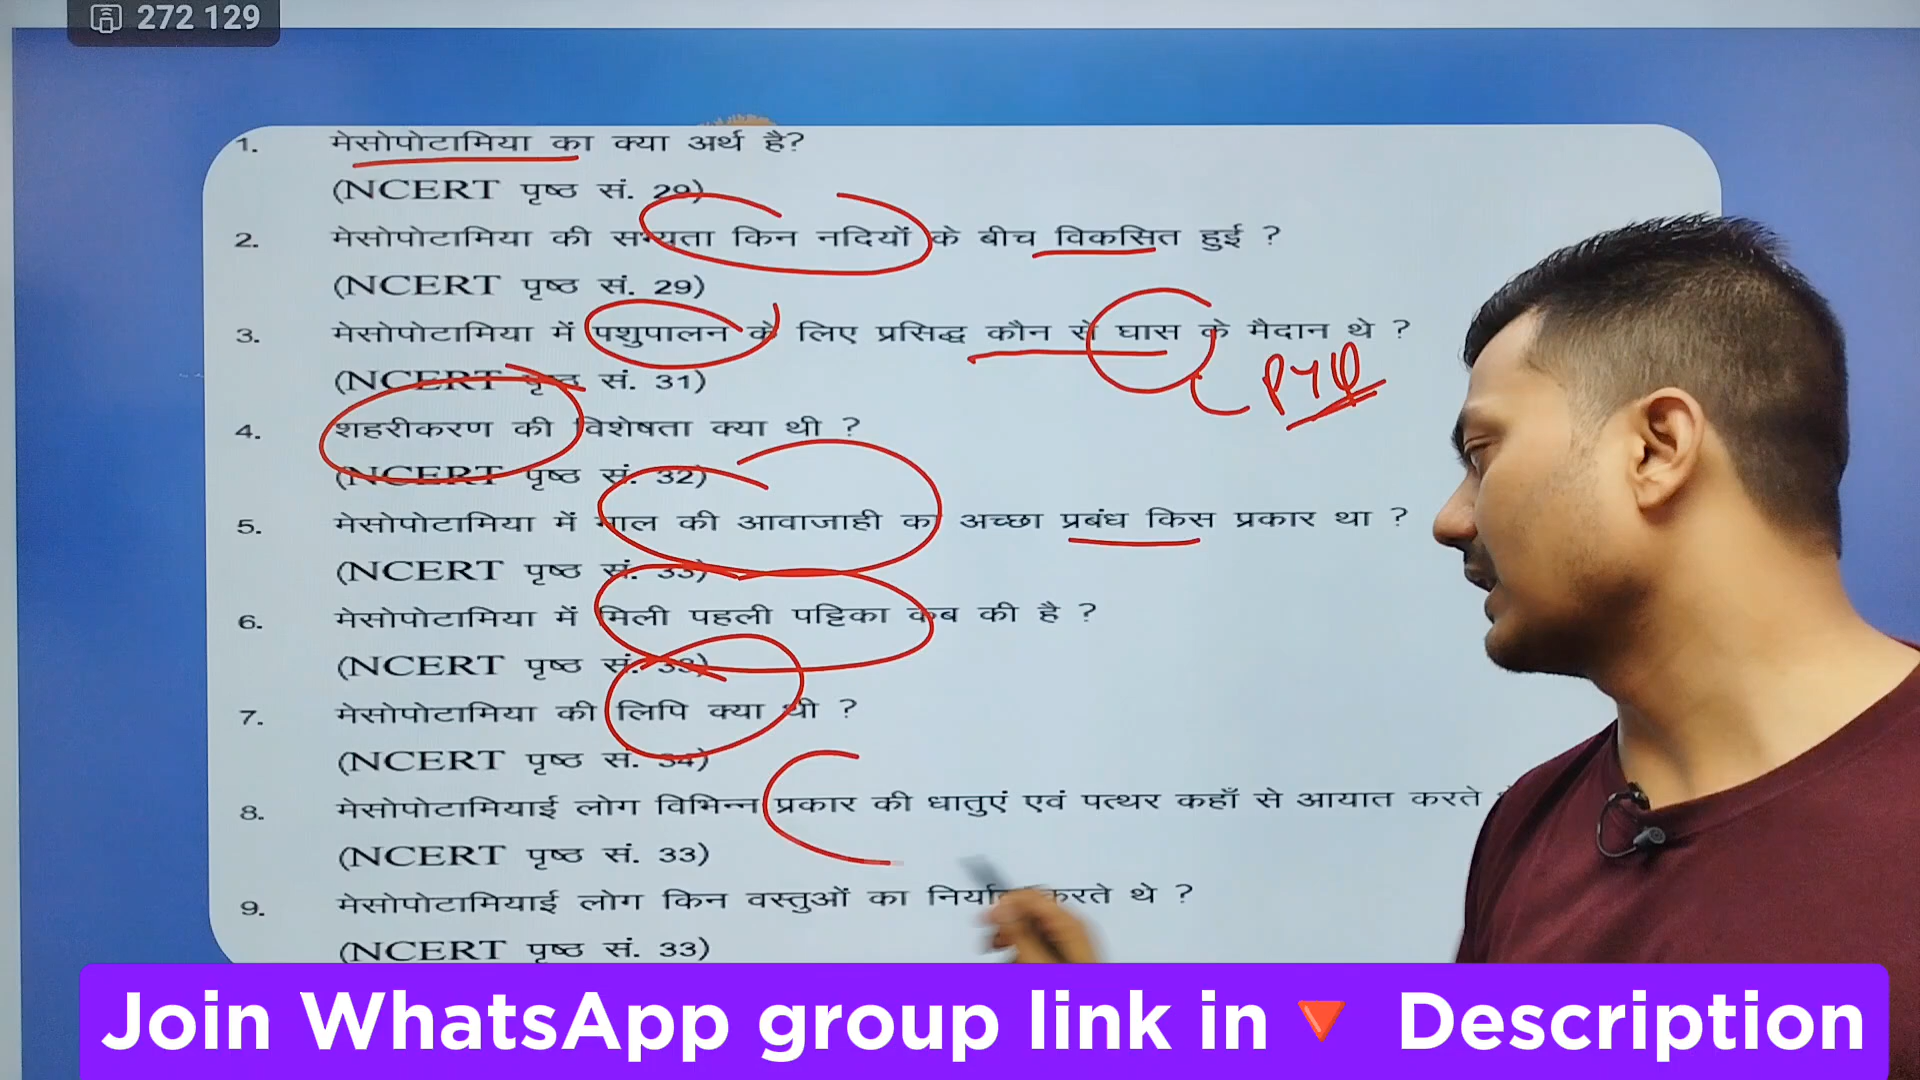 272 129
1. मेसोपोटामिया का क्या अर्थ है?
(NCERT पृष्ठ सं. 29)
2. मेसोपोटामिया की सभ्यता किन नदियों के बीच विकसित हुई ?
(NCERT पृष्ठ सं. 29)
3. मेसोपोटामिया में पशुपालन के लिए प्रसिद्ध कौन से घास के मैदान थे ?
PYQ
(NCERT पृष्ठ सं. 31)
4. शहरीकरण की विशेषता क्या थी ?
(NCERT पृष्ठ सं. 32)
5. मेसोपोटामिया में माल की आवाजाही का अच्छा प्रबंध किस प्रकार था ?
(NCERT पृष्ठ सं. 33)
6. मेसोपोटामिया में मिली पहली पट्टिका कब की है ?
(NCERT पृष्ठ सं. 33)
7. मेसोपोटामिया की लिपि क्या थी ?
(NCERT पृष्ठ सं. 34)
8. मेसोपोटामियाई लोग विभिन्न प्रकार की धातुएं एवं पत्थर कहाँ से आयात करते
(NCERT पृष्ठ सं. 33)
9. मेसोपोटामियाई लोग किन वस्तुओं का निर्यात करते थे ?
(NCERT पृष्ठ सं. 33)
Join WhatsApp group link in Description